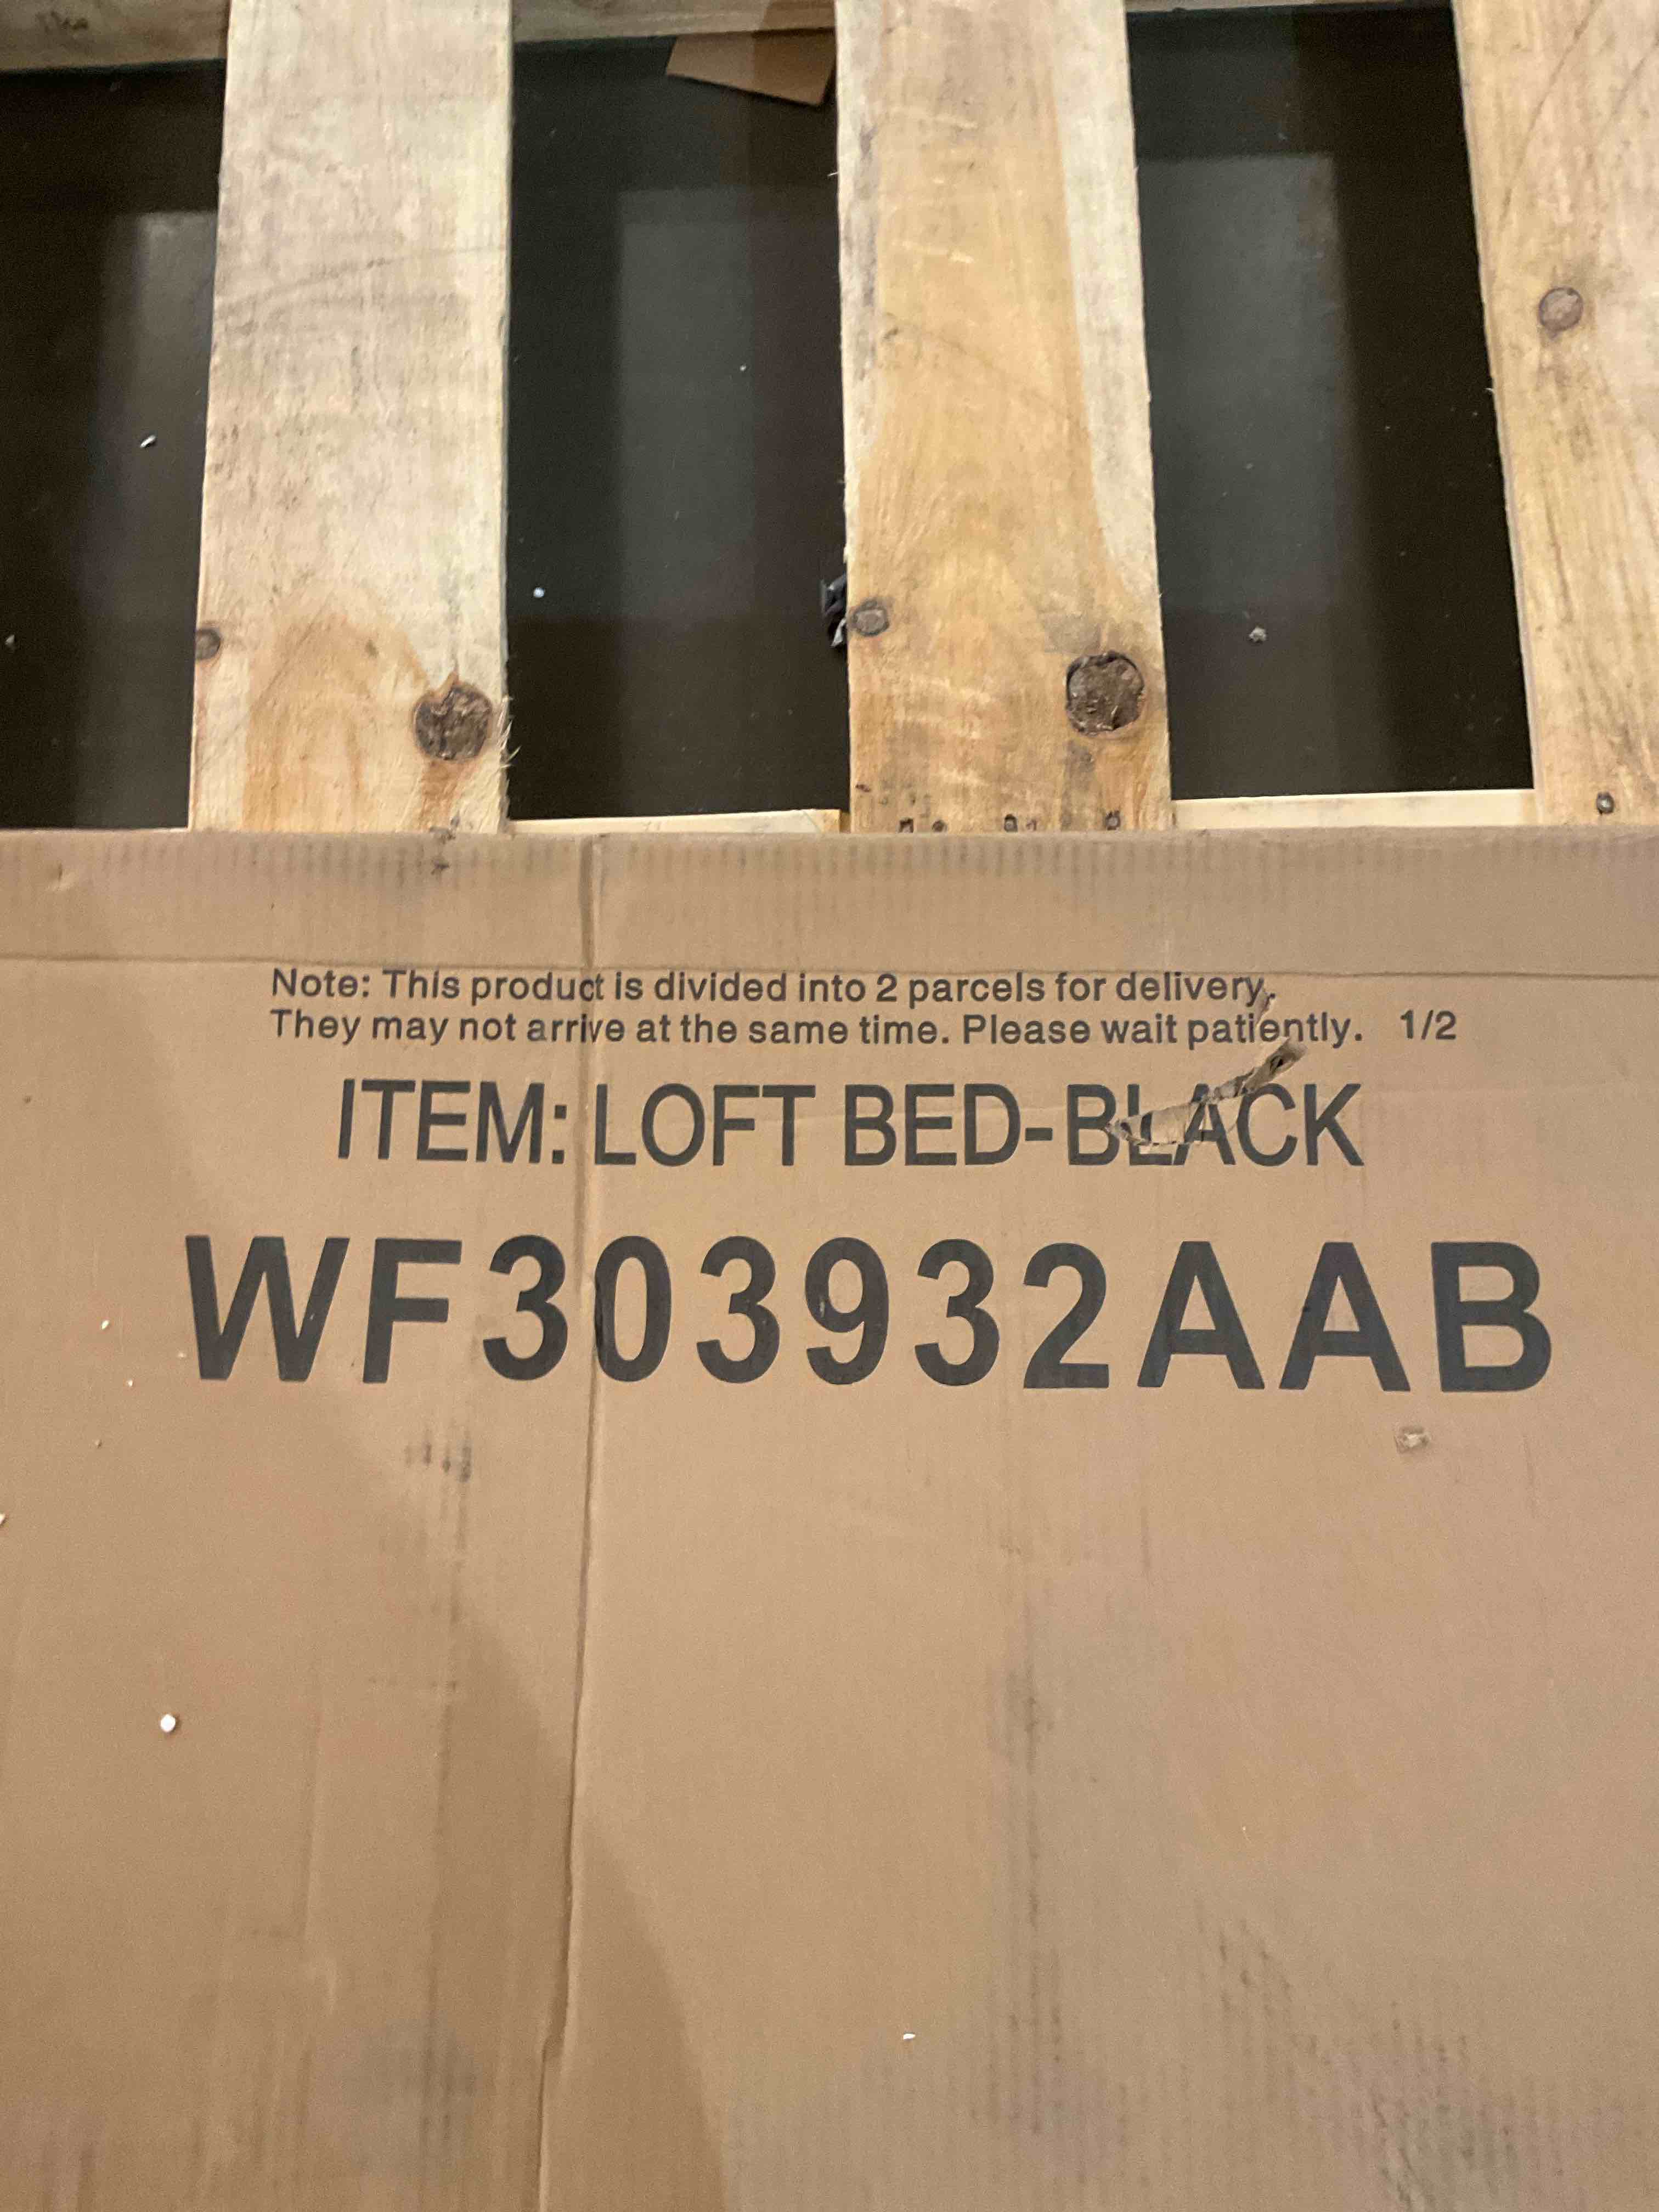 Note: This product is divided into 2 parcels for delivery.
They may not arrive at the same time. Please wait patiently. 1/2
ITEM: LOFT BED-BLACK
WF303932AAB